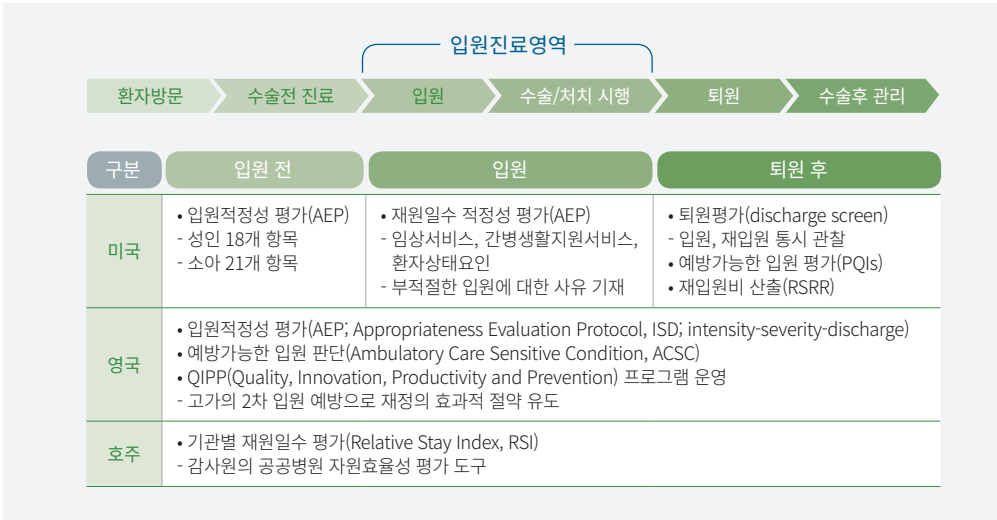 입원진료영역
환자방문 수술전 진료 입원 수술/처치 시행 퇴원 수술후 관리
구분 입원 전 입원 퇴원 후
미국
• 입원적정성 평가(AEP)
- 성인 18개 항목
- 소아 21개 항목
• 재원일수 적정성 평가(AEP)
- 임상서비스, 간병생활지원서비스,
환자상태요인
- 부적절한 입원에 대한 사유 기재
• 퇴원평가(discharge screen)
- 입원, 재입원 통시 관찰
• 예방가능한 입원 평가(PQIs)
• 재입원비 산출(RSRR)
영국
• 입원적정성 평가(AEP; Appropriateness Evaluation Protocol, ISD; intensity-severity-discharge)
• 예방가능한 입원 판단(Ambulatory Care Sensitive Condition, ACSC)
• QIPP(Quality, Innovation, Productivity and Prevention) 프로그램 운영
- 고가의 2차 입원 예방으로 재정의 효과적 절약 유도
호주
• 기관별 재원일수 평가(Relative Stay Index, RSI)
- 감사원의 공공병원 자원효율성 평가 도구